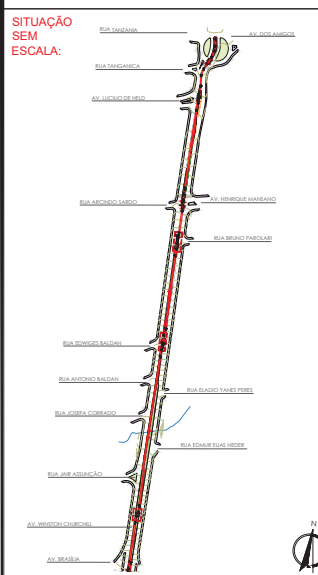 SITUAÇÃO
SEM
ESCALA:
RUA TANZANIA
AV. DOS AMIGOS
RUA TANGANICA
AV. LUCILIO DE HELD
RUA ARCINDO SARDO
AV. HENRIQUE MANSANO
RUA BRUNO PAROLARI
RUA EDWIGES BALDAN
RUA ANTONIO BALDAN
RUA ELADIO YANES PERES
RUA JOSEPA CORRADO
RUA EDMUR ELIAS NEDER
RUA JAIR ASSUNÇÃO
AV. WINSTON CHURCHILL
AV. BRASÍLIA
N